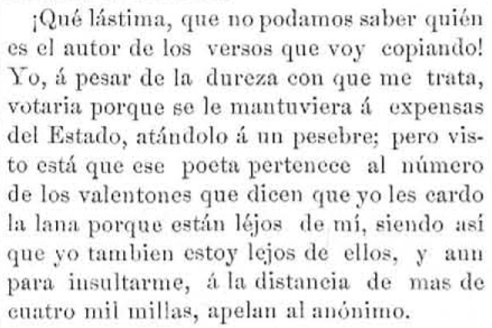 ¡Qué lástima, que no podamos saber quién
es el autor de los versos que voy copiando!
Yo, á pesar de la dureza con que me trata,
votaria porque se le mantuviera á expensas
del Estado, atándolo á un pesebre; pero vis-
to está que ese poeta pertenece al número
de los valentones que dicen que yo les cardo
la lana porque están léjos de mí, siendo así
que yo tambien estoy lejos de ellos, y aun
para insultarme, á la distancia de mas de
cuatro mil millas, apelan al anónimo.